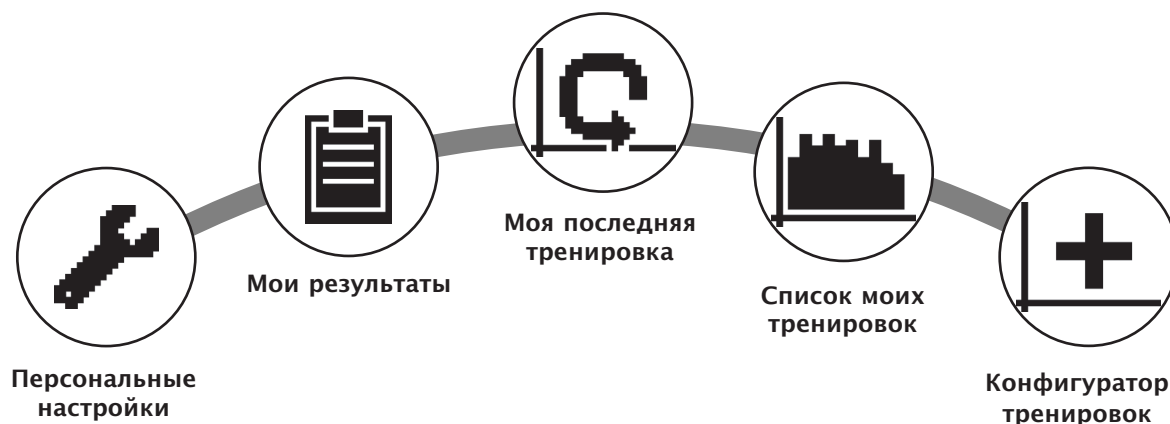 Персональные
настройки
Мои результаты
Моя последняя
тренировка
Список моих
тренировок
Конфигуратор
тренировок